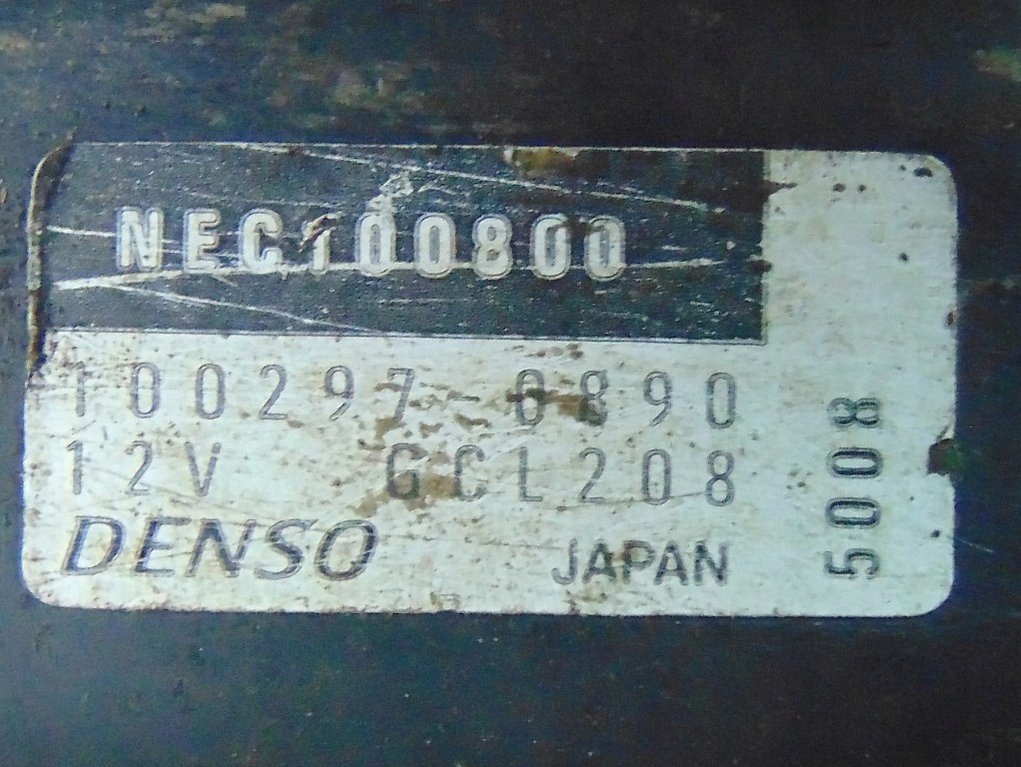 NEC100800
100297-0890
12V GCL208
DENSO JAPAN
5008